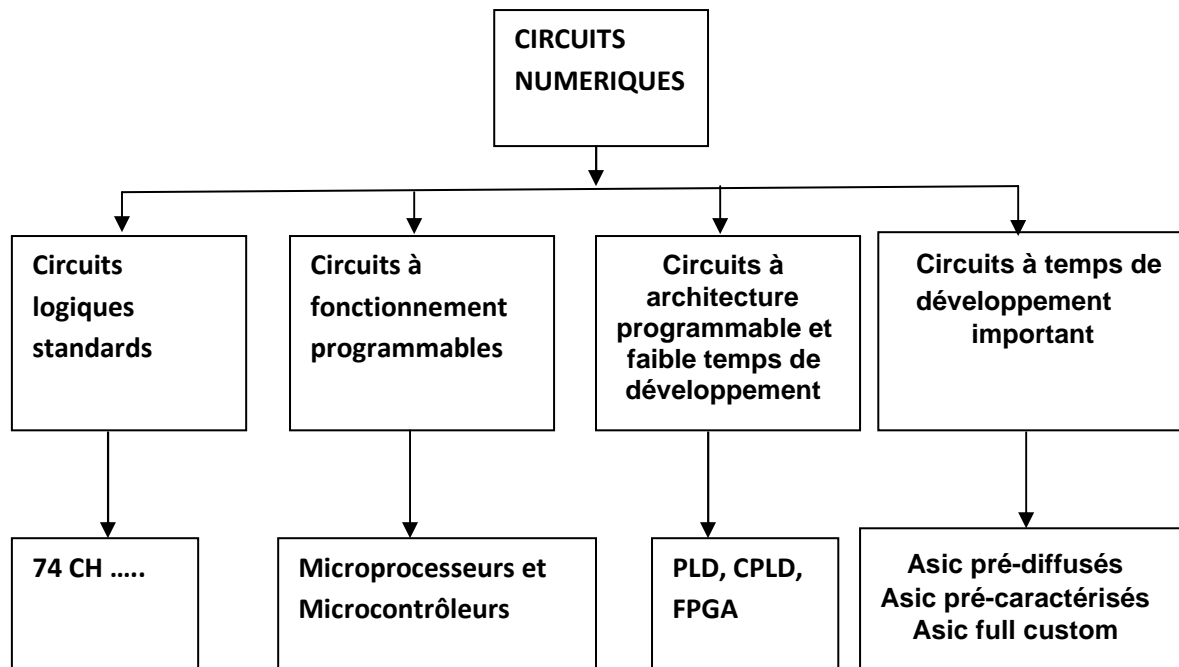 CIRCUITS
NUMERIQUES
Circuits
logiques
standards
Circuits à
fonctionnement
programmables
Circuits à
architecture
programmable et
faible temps de
développement
Circuits à temps de
développement
important
74 CH …..
Microprocesseurs et
Microcontrôleurs
PLD, CPLD,
FPGA
Asic pré-diffusés
Asic pré-caractérisés
Asic full custom